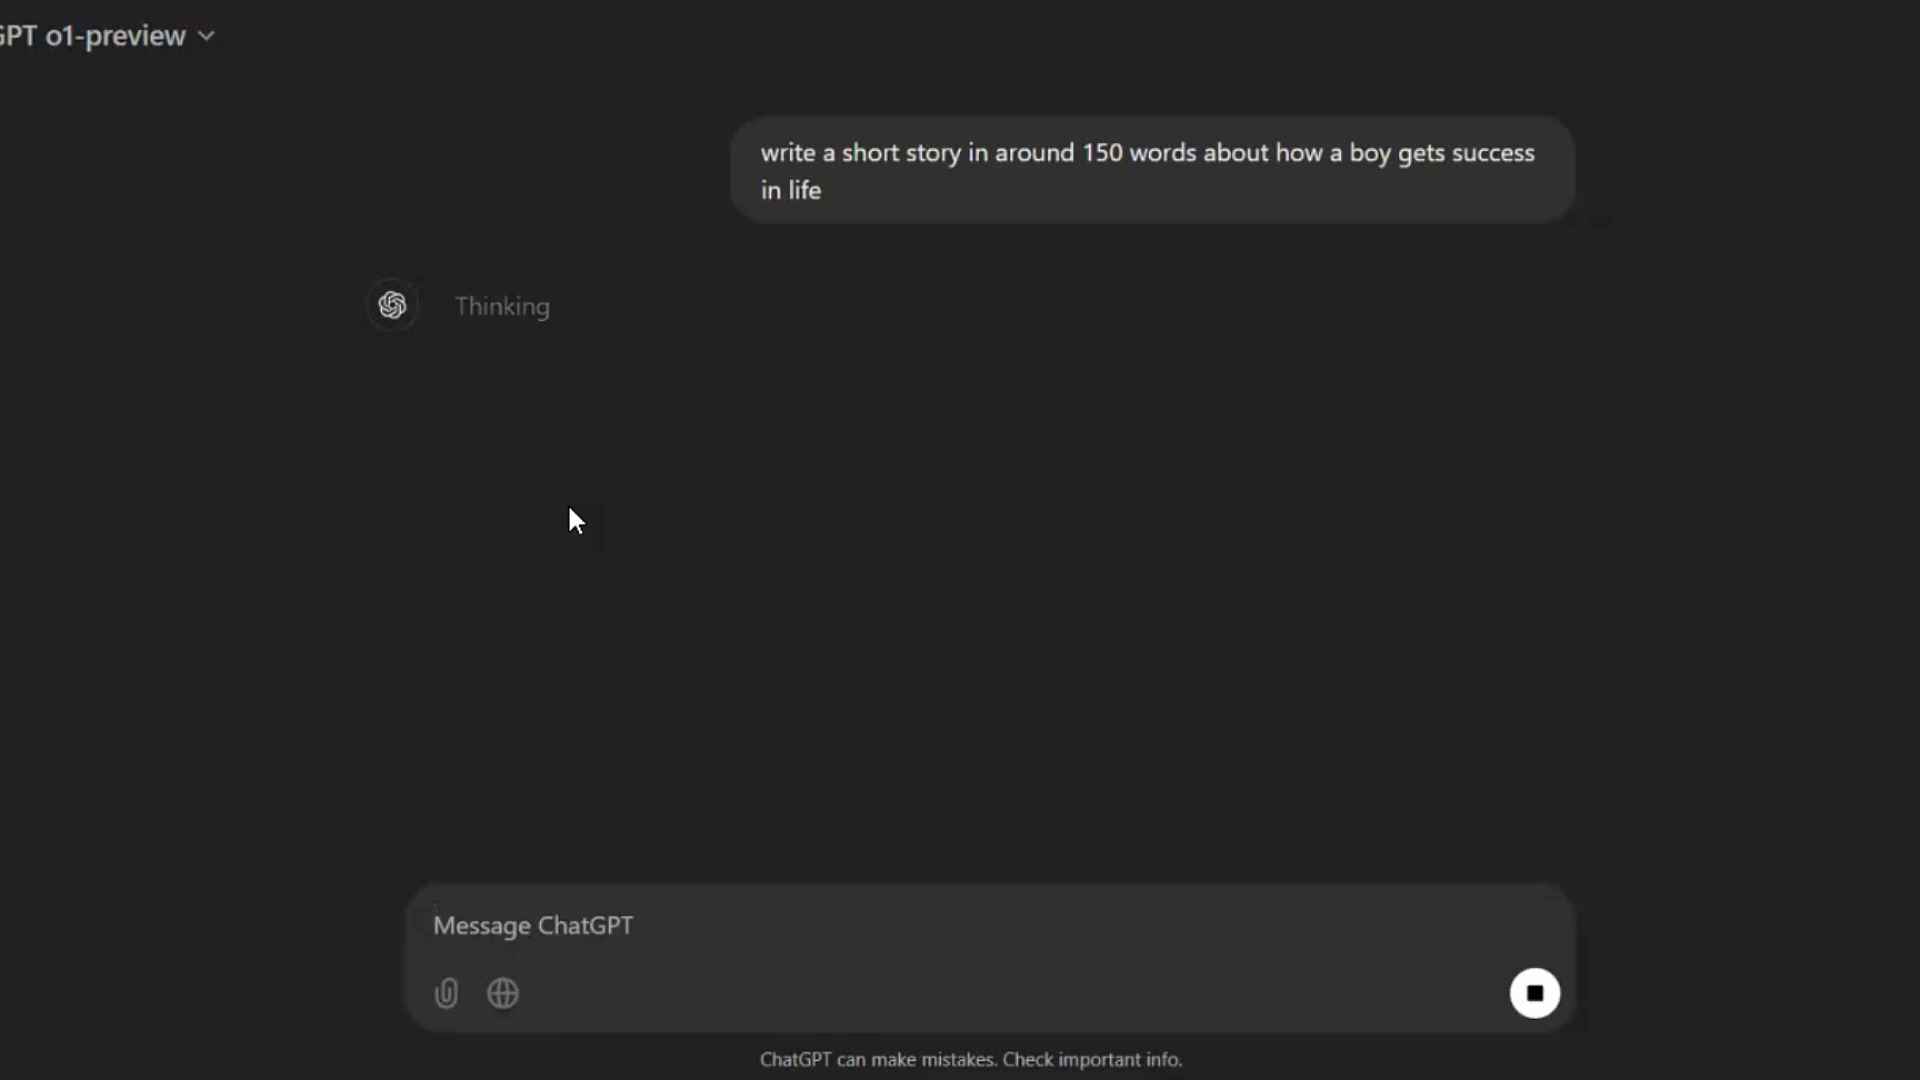 GPT o1-preview
write a short story in around 150 words about how a boy gets success
in life
Thinking
Message ChatGPT
ChatGPT can make mistakes. Check important info.